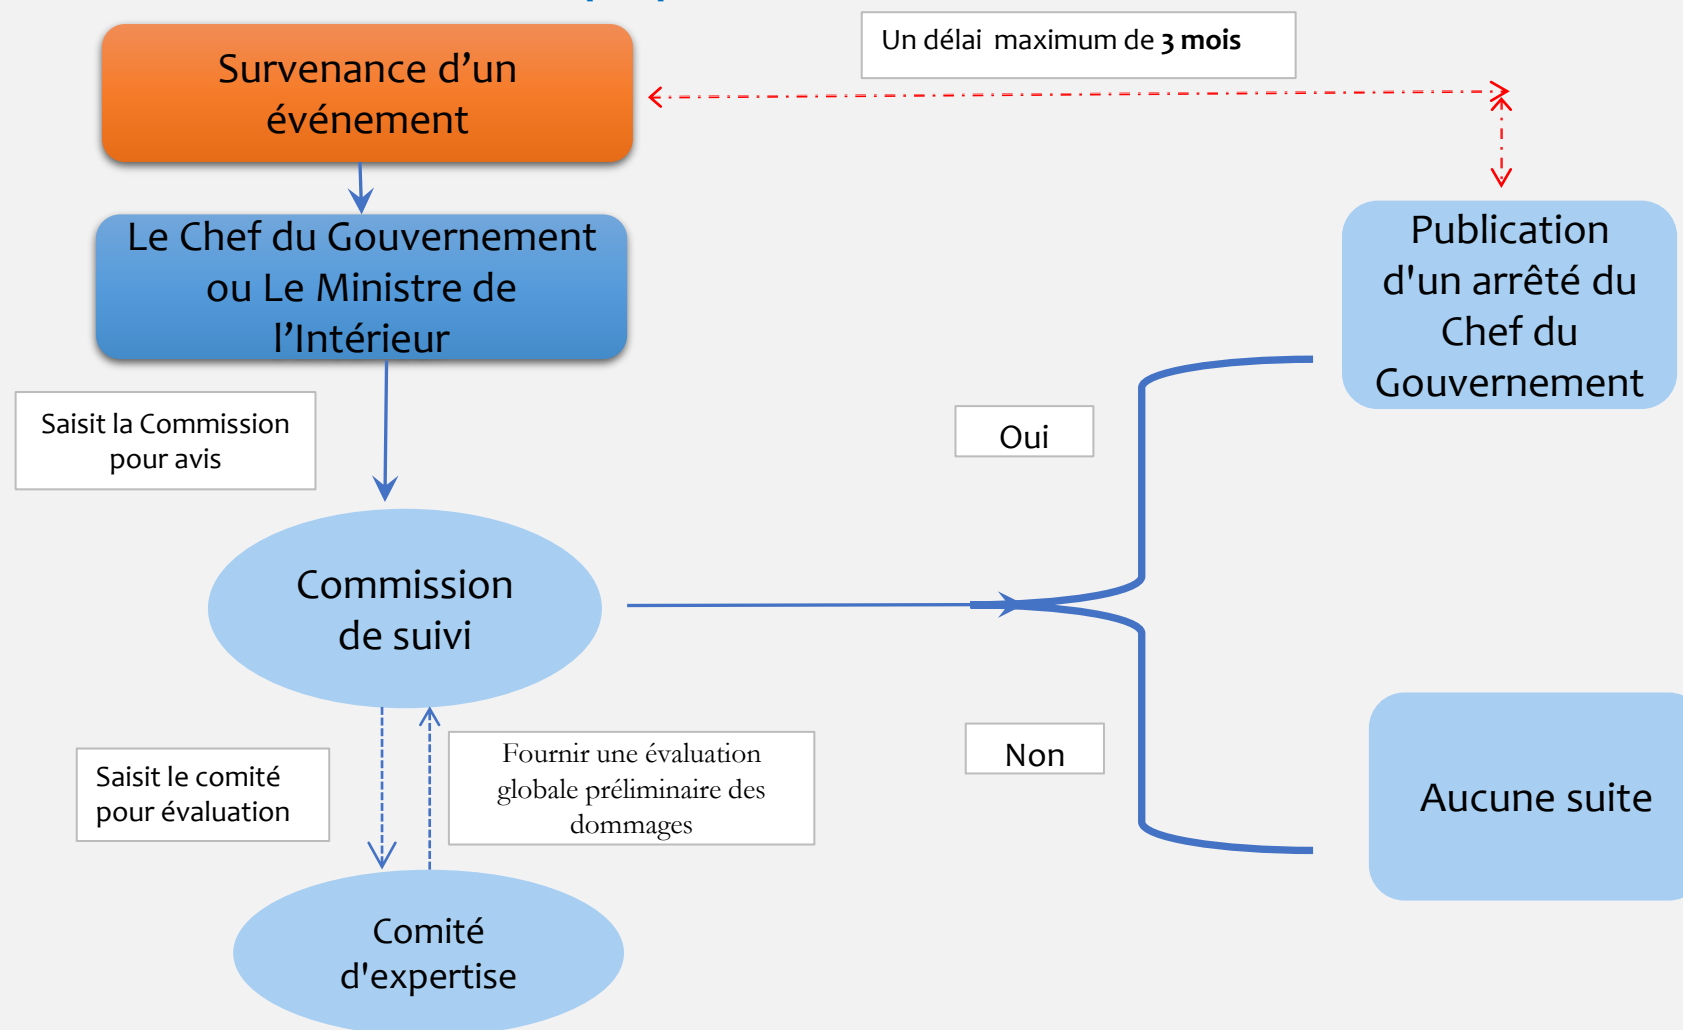 Survenance d’un
événement
Un délai maximum de 3 mois
Le Chef du Gouvernement
ou Le Ministre de
l’Intérieur
Publication
d'un arrêté du
Chef du
Gouvernement
Saisit la Commission
pour avis
Oui
Commission
de suivi
Saisit le comité
pour évaluation
Fournir une évaluation
globale préliminaire des
dommages
Non
Aucune suite
Comité
d'expertise